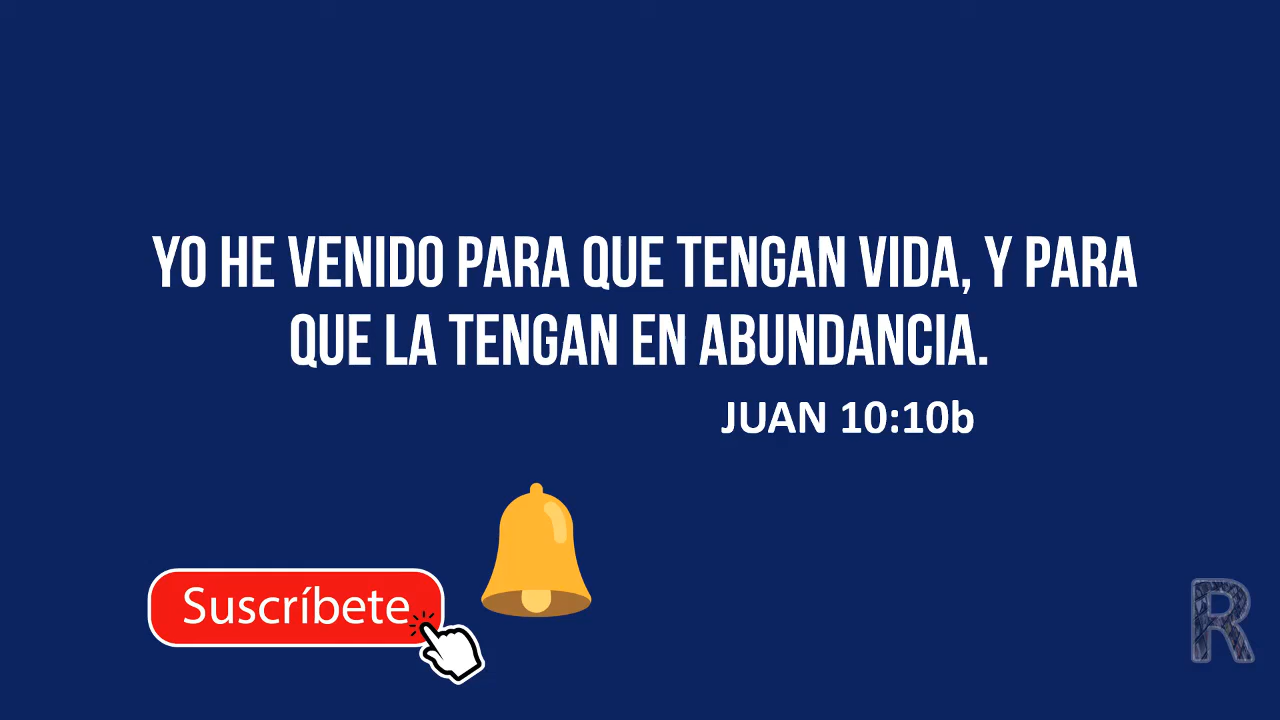 YO HE VENIDO PARA QUE TENGAN VIDA, Y PARA
QUE LA TENGAN EN ABUNDANCIA.
JUAN 10:10b
Suscríbete
R